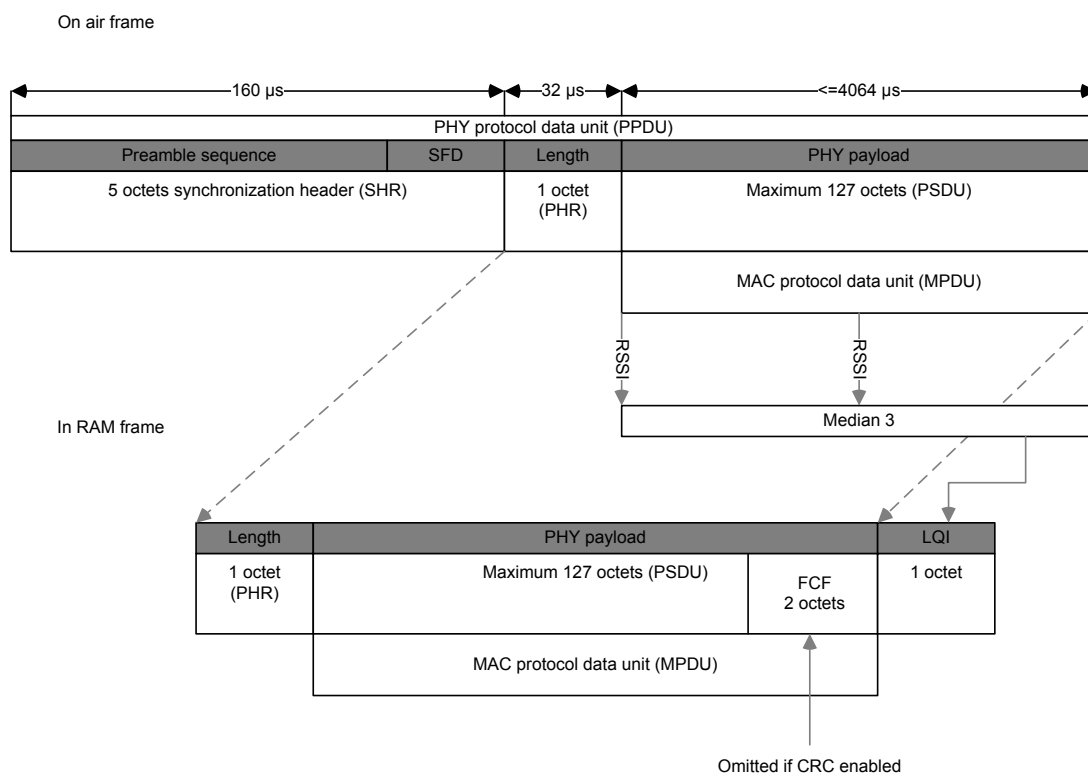 On air frame
160 µs
32 µs
<=4064 µs
PHY protocol data unit (PPDU)
Preamble sequence
SFD
Length
PHY payload
5 octets synchronization header (SHR)
1 octet
(PHR)
Maximum 127 octets (PSDU)
MAC protocol data unit (MPDU)
RSSI
RSSI
In RAM frame
Median 3
Length
PHY payload
LQI
1 octet
(PHR)
Maximum 127 octets (PSDU)
FCF
2 octets
1 octet
MAC protocol data unit (MPDU)
Omitted if CRC enabled